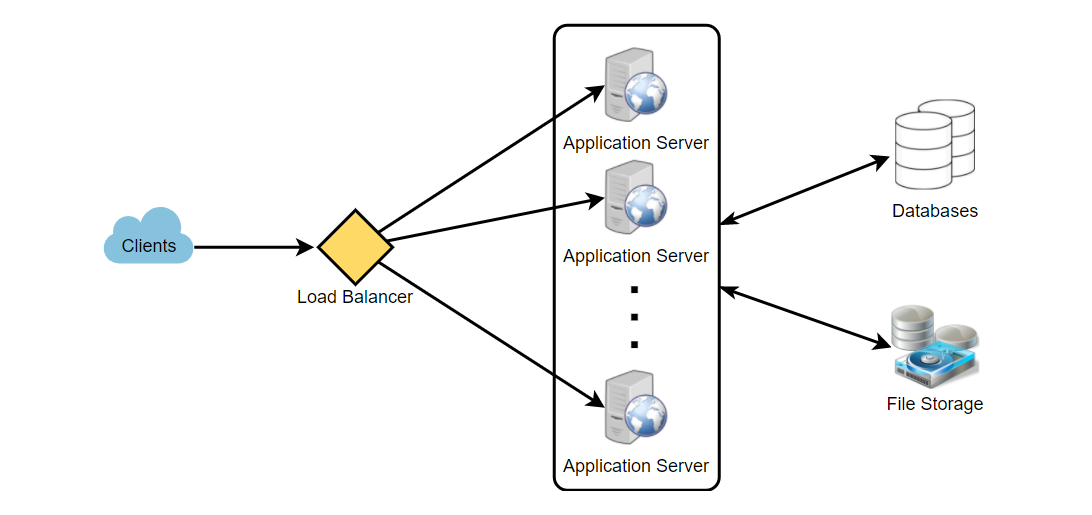 Clients
Load Balancer
Application Server
Application Server
Application Server
Databases
File Storage